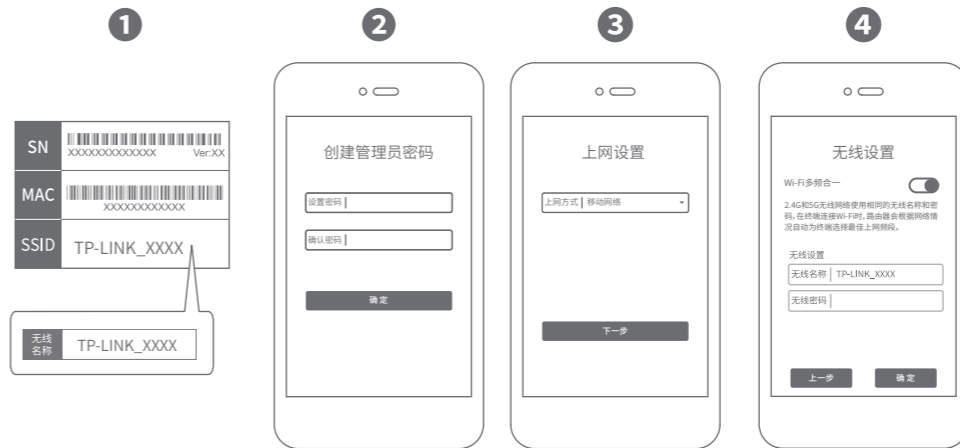 1
SN
XXXXXXXXXXXXX Ver:XX
MAC
XXXXXXXXXXXX
SSID TP-LINK_XXXX
无线
名称
TP-LINK_XXXX
2
创建管理员密码
设置密码
确认密码
确定
3
上网设置
上网方式 移动网络
下一步
4
无线设置
Wi-Fi多频合一
2.4G和5G无线网络使用相同的无线名称和密
码,在终端连接Wi-Fi时,路由器会根据网络情
况自动为终端选择最佳上网频段。
无线设置
无线名称 TP-LINK_XXXX
无线密码
上一步 确定